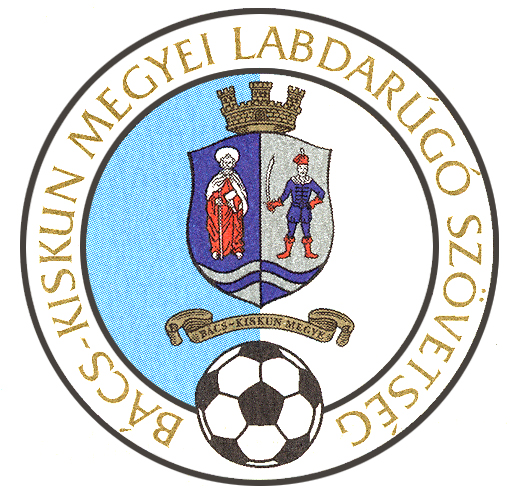 BÁCS-KISKUN MEGYEI LABDARÚGÓ SZÖVETSÉG
BÁCS-KISKUN MEGYE